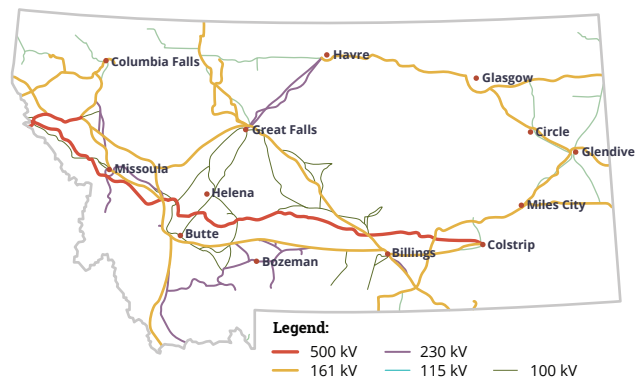 Havre
Columbia Falls
Glasgow
Great Falls
Circle
Glendive
Missoula
Helena
Miles City
Butte
Colstrip
Billings
Bozeman
Legend:
500 kV 230 kV
161 kV 115 kV 100 kV